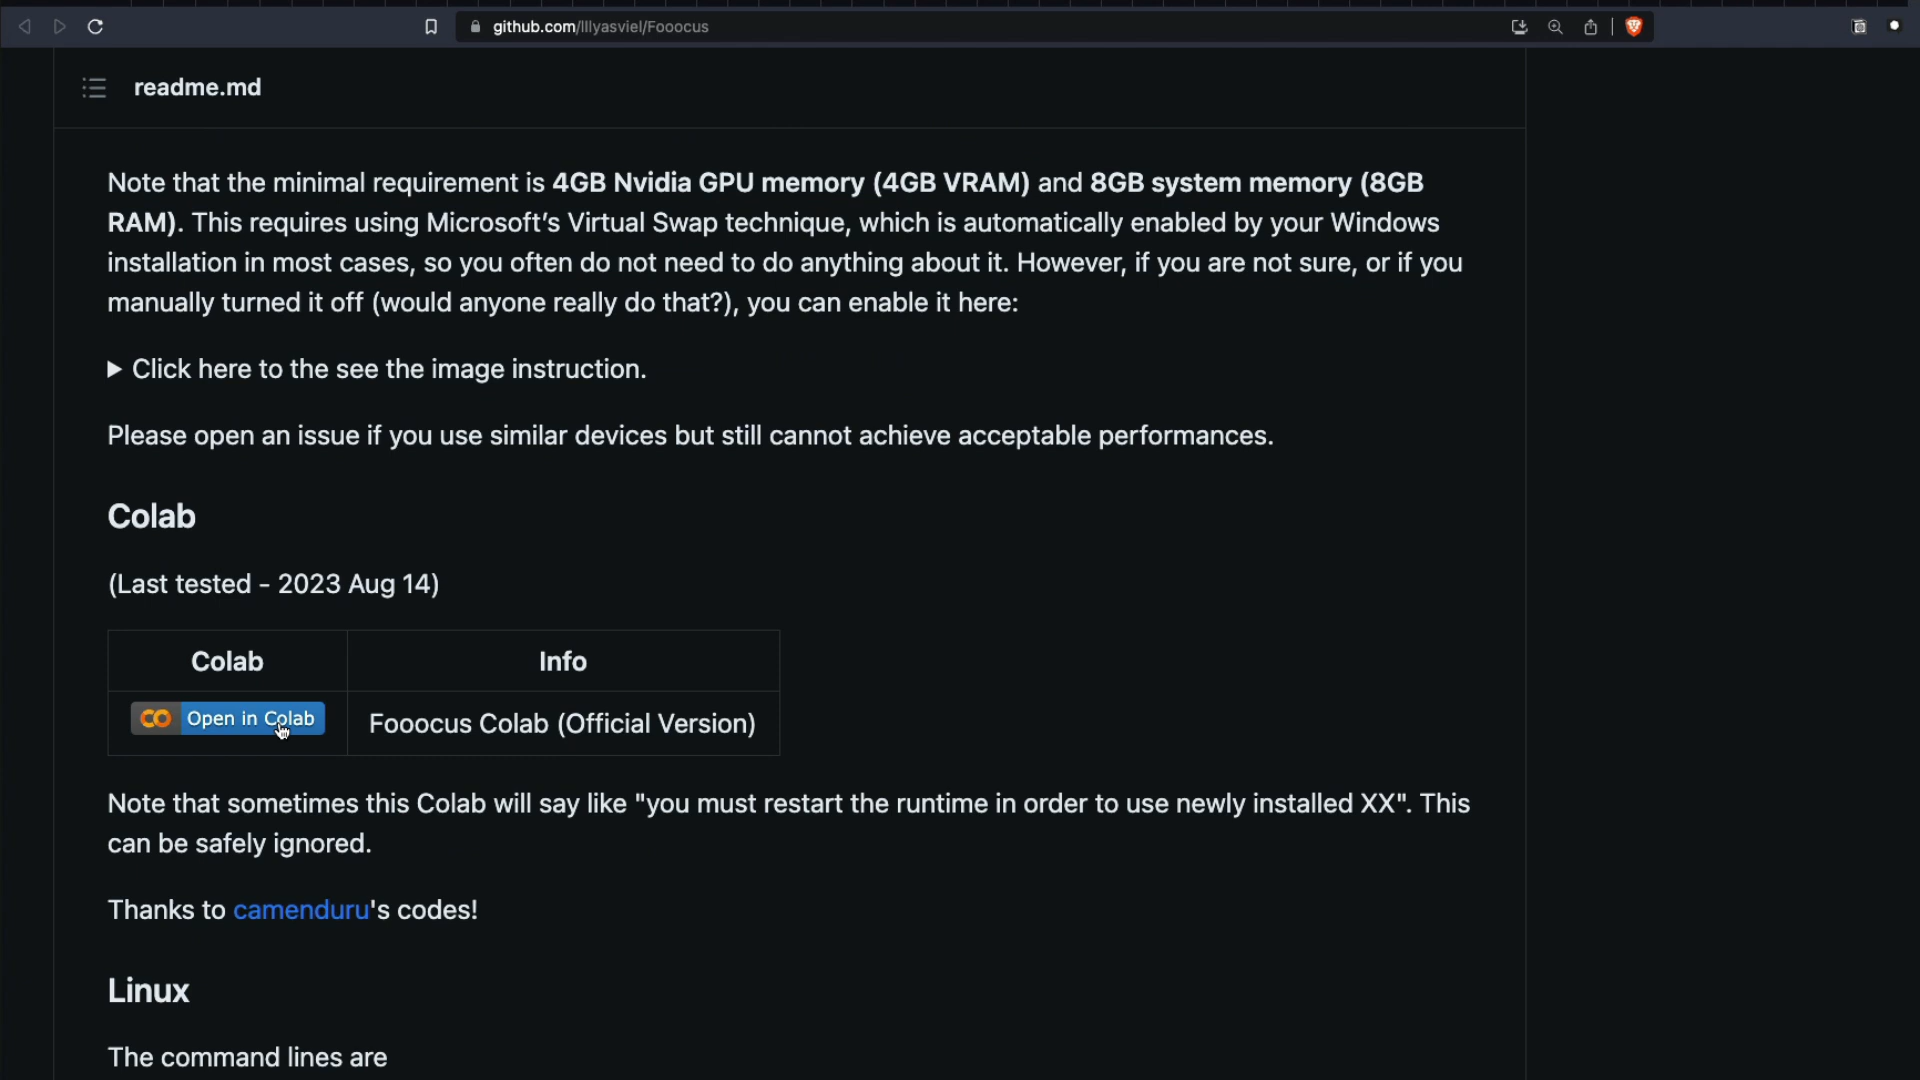 github.com/lllyasviel/Fooocus
readme.md
Note that the minimal requirement is 4GB Nvidia GPU memory (4GB VRAM) and 8GB system memory (8GB
RAM). This requires using Microsoft’s Virtual Swap technique, which is automatically enabled by your Windows
installation in most cases, so you often do not need to do anything about it. However, if you are not sure, or if you
manually turned it off (would anyone really do that?), you can enable it here:
Click here to the see the image instruction.
Please open an issue if you use similar devices but still cannot achieve acceptable performances.
Colab
(Last tested - 2023 Aug 14)
Colab Info
Open in Colab Fooocus Colab (Official Version)
Note that sometimes this Colab will say like "you must restart the runtime in order to use newly installed XX". This
can be safely ignored.
Thanks to camenduru's codes!
Linux
The command lines are